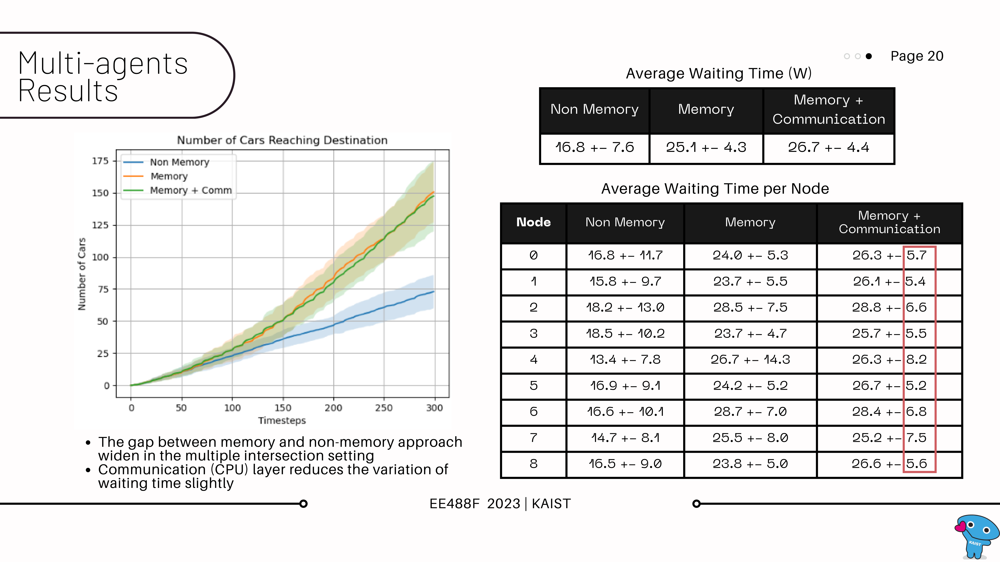 Multi-agents
Results
Page 20
Number of Cars Reaching Destination
Number of Cars
175
150
125
100
75
50
25
0
Non Memory
Memory
Memory + Comm
0 50 100 150 200 250 300
Timesteps
• The gap between memory and non-memory approach
widen in the multiple intersection setting
• Communication (CPU) layer reduces the variation of
waiting time slightly
Average Waiting Time (W)
Non Memory Memory Memory +
Communication
16.8 +- 7.6 25.1 +- 4.3 26.7 +- 4.4
Average Waiting Time per Node
Node Non Memory Memory Memory +
Communication
0 16.8 +- 11.7 24.0 +- 5.3 26.3 +- 5.7
1 15.8 +- 9.7 23.7 +- 5.5 26.1 +- 5.4
2 18.2 +- 13.0 28.5 +- 7.5 28.8 +- 6.6
3 18.5 +- 10.2 23.7 +- 4.7 25.7 +- 5.5
4 13.4 +- 7.8 26.7 +- 14.3 26.3 +- 8.2
5 16.9 +- 9.1 24.2 +- 5.2 26.7 +- 5.2
6 16.6 +- 10.1 28.7 +- 7.0 28.4 +- 6.8
7 14.7 +- 8.1 25.5 +- 8.0 25.2 +- 7.5
8 16.5 +- 9.0 23.8 +- 5.0 26.6 +- 5.6
EE488F 2023 | KAIST
KAIST